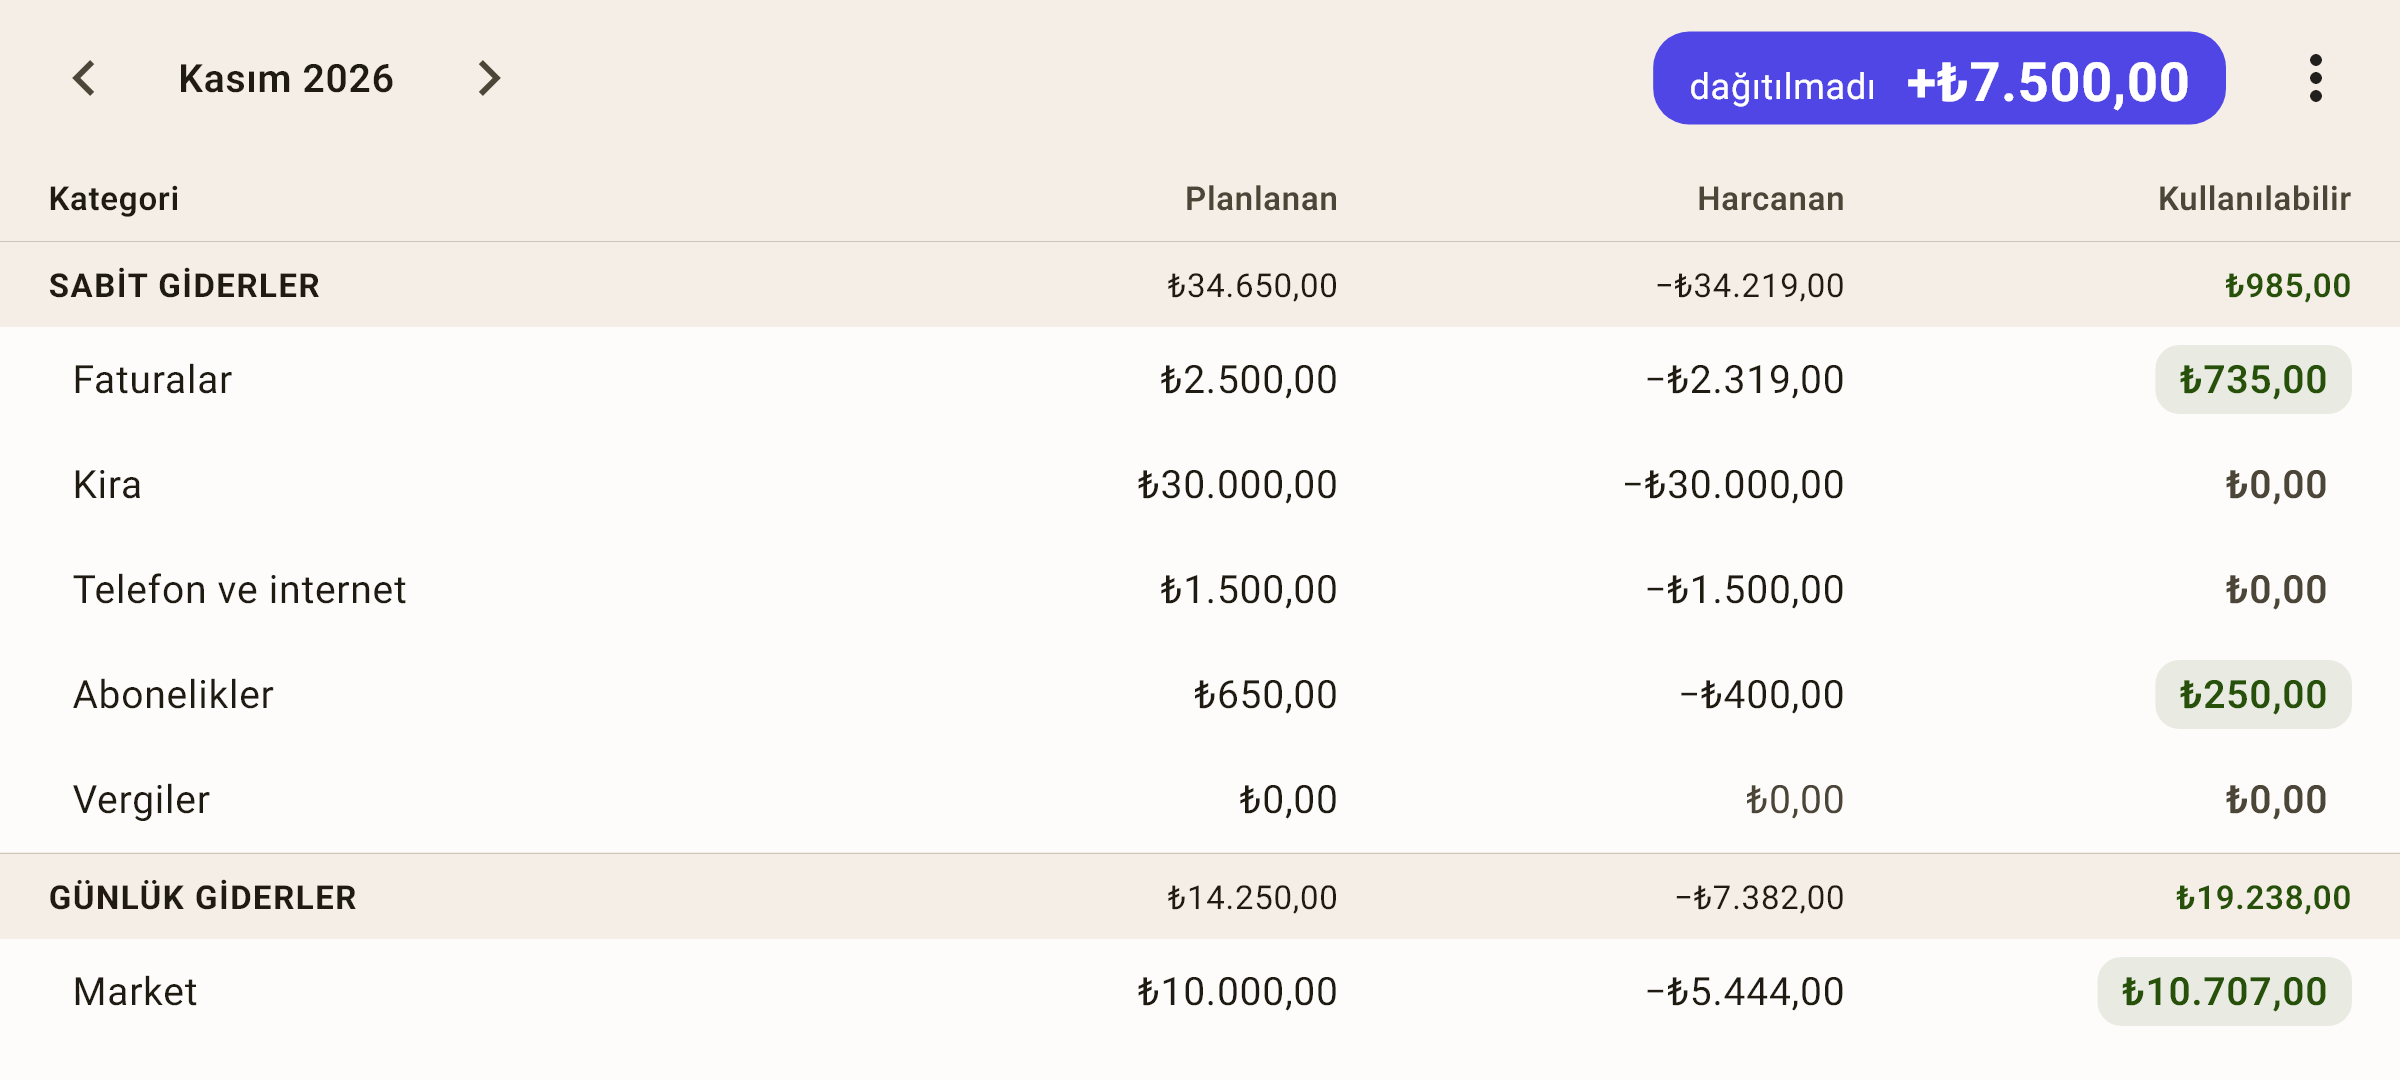 Kasım 2026 dağıtılmadı +₺7.500,00
Kategori Planlanan Harcanan Kullanılabilir
SABİT GİDERLER ₺34.650,00 −₺34.219,00 ₺985,00
Faturalar ₺2.500,00 −₺2.319,00 ₺735,00
Kira ₺30.000,00 −₺30.000,00 ₺0,00
Telefon ve internet ₺1.500,00 −₺1.500,00 ₺0,00
Abonelikler ₺650,00 −₺400,00 ₺250,00
Vergiler ₺0,00 ₺0,00 ₺0,00
GÜNLÜK GİDERLER ₺14.250,00 −₺7.382,00 ₺19.238,00
Market ₺10.000,00 −₺5.444,00 ₺10.707,00